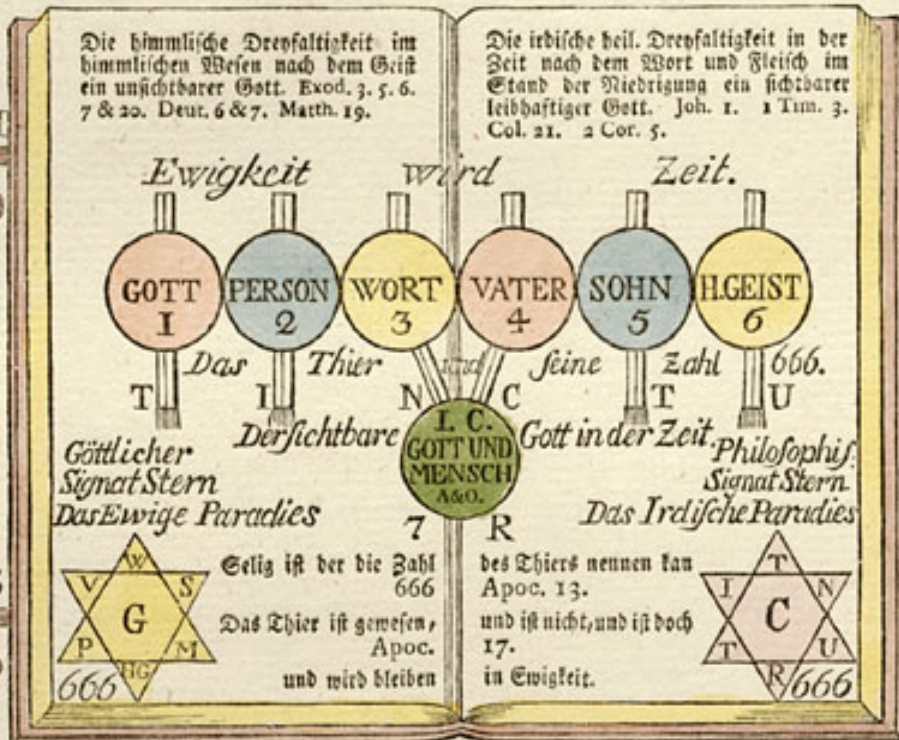 Die himmlische Dreyfaltigkeit im
himmlischen Wesen nach dem Geist
ein unsichtbarer Gott. Exod. 3. 5. 6.
7 & 20. Deut. 6 & 7. Matth. 19.
Die irdische heil. Dreyfaltigkeit in der
Zeit nach dem Wort und Fleisch im
Stand der Niedrigung ein sichtbarer
leibhaftiger Gott. Joh. 1. 1 Tim. 3.
Col. 21. 2 Cor. 5.
Ewigkeit wird Zeit.
GOTT PERSON WORT VATER SOHN H.GEIST
1 2 3 4 5 6
Das Thier und seine Zahl 666.
T I N C T U
Der sichtbare Gott in der Zeit.
I. C.
GOTT UND
MENSCH
A&O.
7 R
Göttlicher
Signat Stern
Das Ewige Paradies
Philosophis.
Signat Stern
Das Irdische Paradies
W
V S
G
P M
HG
666
Selig ist der die Zahl
666
Das Thier ist gewesen,
Apoc.
und wird bleiben
des Thiers nennen kan
Apoc. 13.
und ist nicht, und ist doch
17.
in Ewigkeit.
T
I N
C
T U
R
666